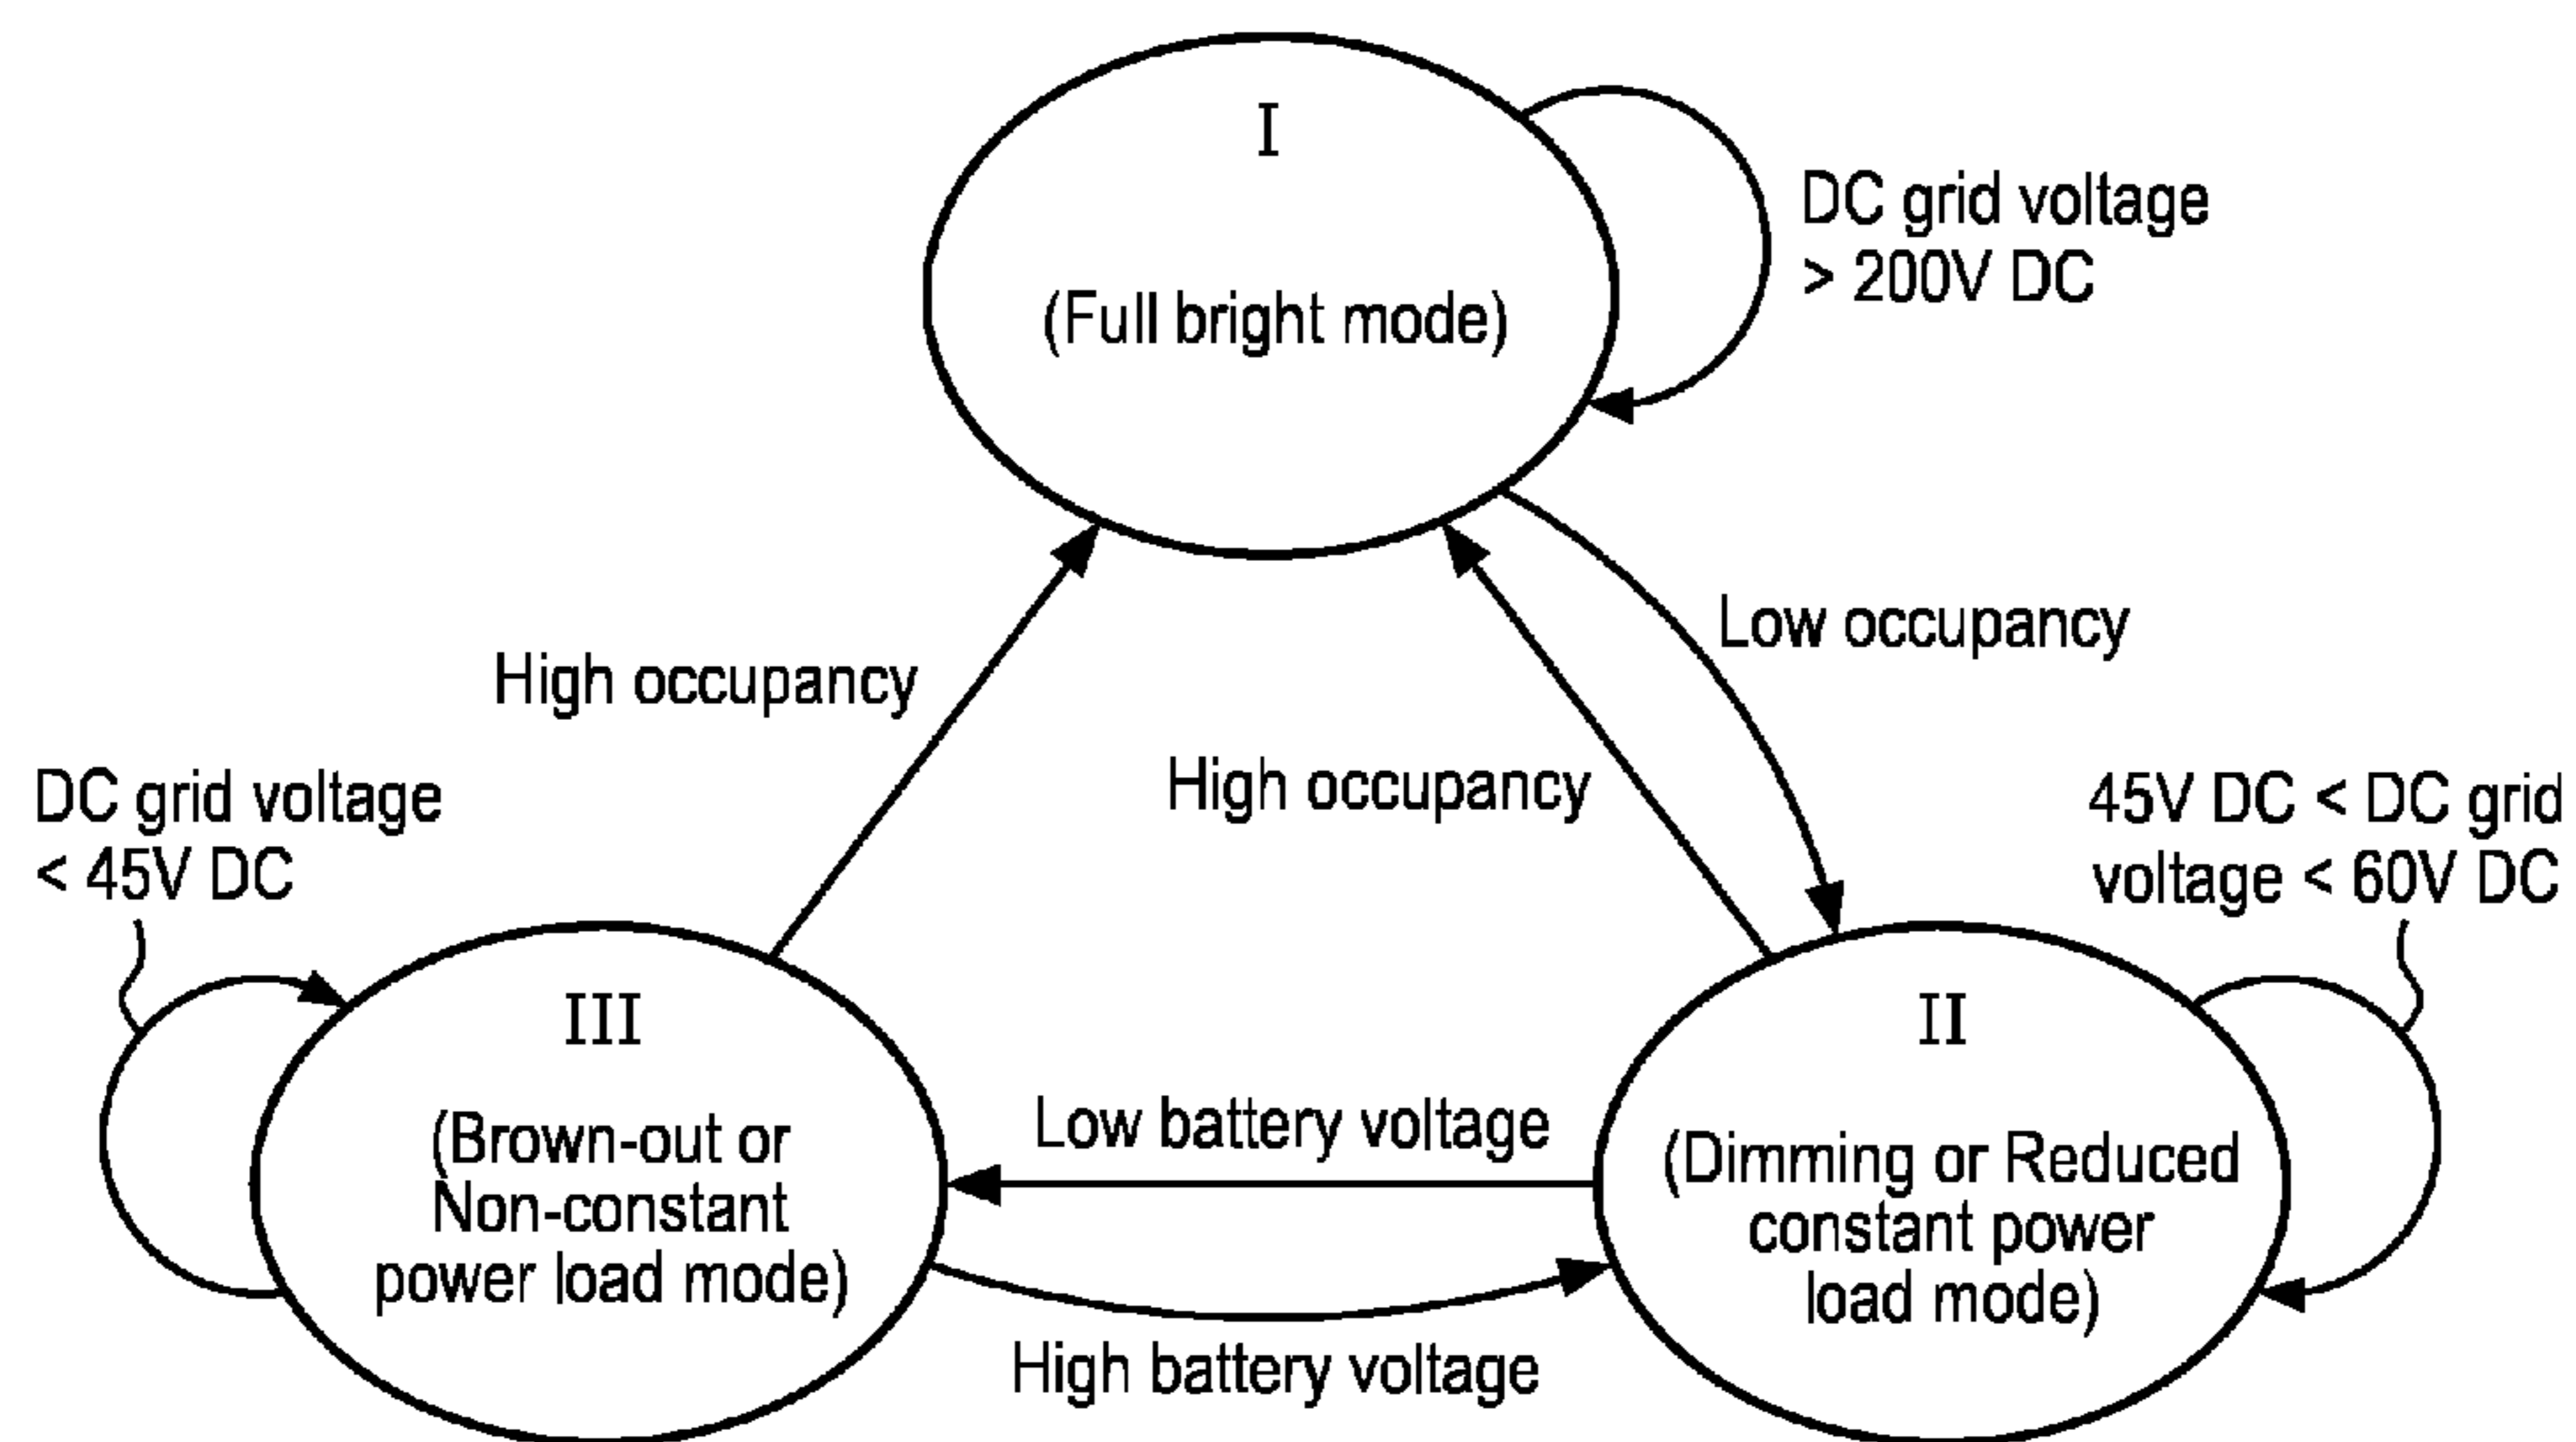 I
(Full bright mode)
DC grid voltage
> 200V DC
Low occupancy
High occupancy
High occupancy
DC grid voltage
< 45V DC
45V DC < DC grid
voltage < 60V DC
III
(Brown-out or
Non-constant
power load mode)
Low battery voltage
High battery voltage
II
(Dimming or Reduced
constant power
load mode)